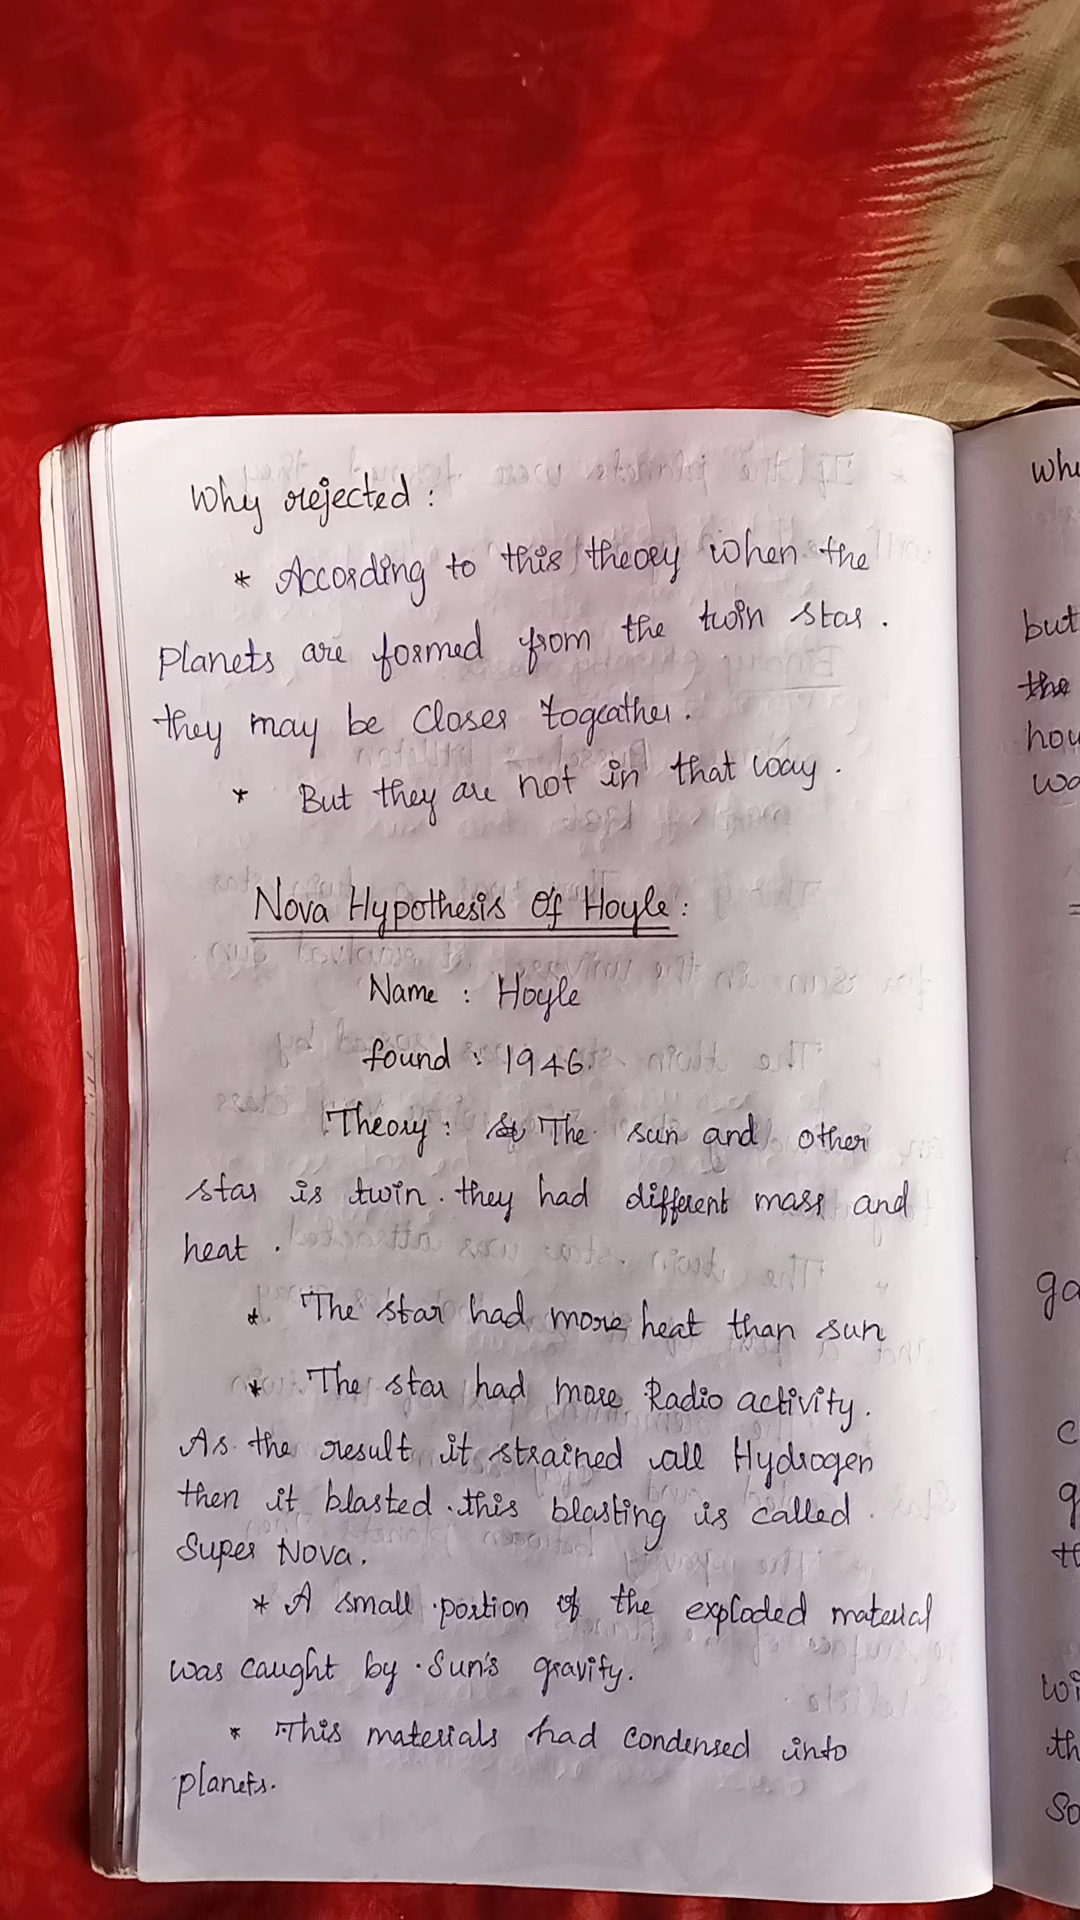 Why rejected :
* According to this theory when the
planets are formed from the twin star .
they may be closer togeather .
* But they are not in that way .
Nova Hypothesis of Hoyle :
Name : Hoyle
found : 1946.
Theory : The sun and other
star is twin . they had different mass and
heat .
* The star had more heat than sun
* The star had more Radio activity .
As the result it strained all Hydrogen
then it blasted . this blasting is called .
Super Nova .
* A small portion of the exploded material
was caught by Sun's gravity .
* This materials had condensed into
planets .
but
the